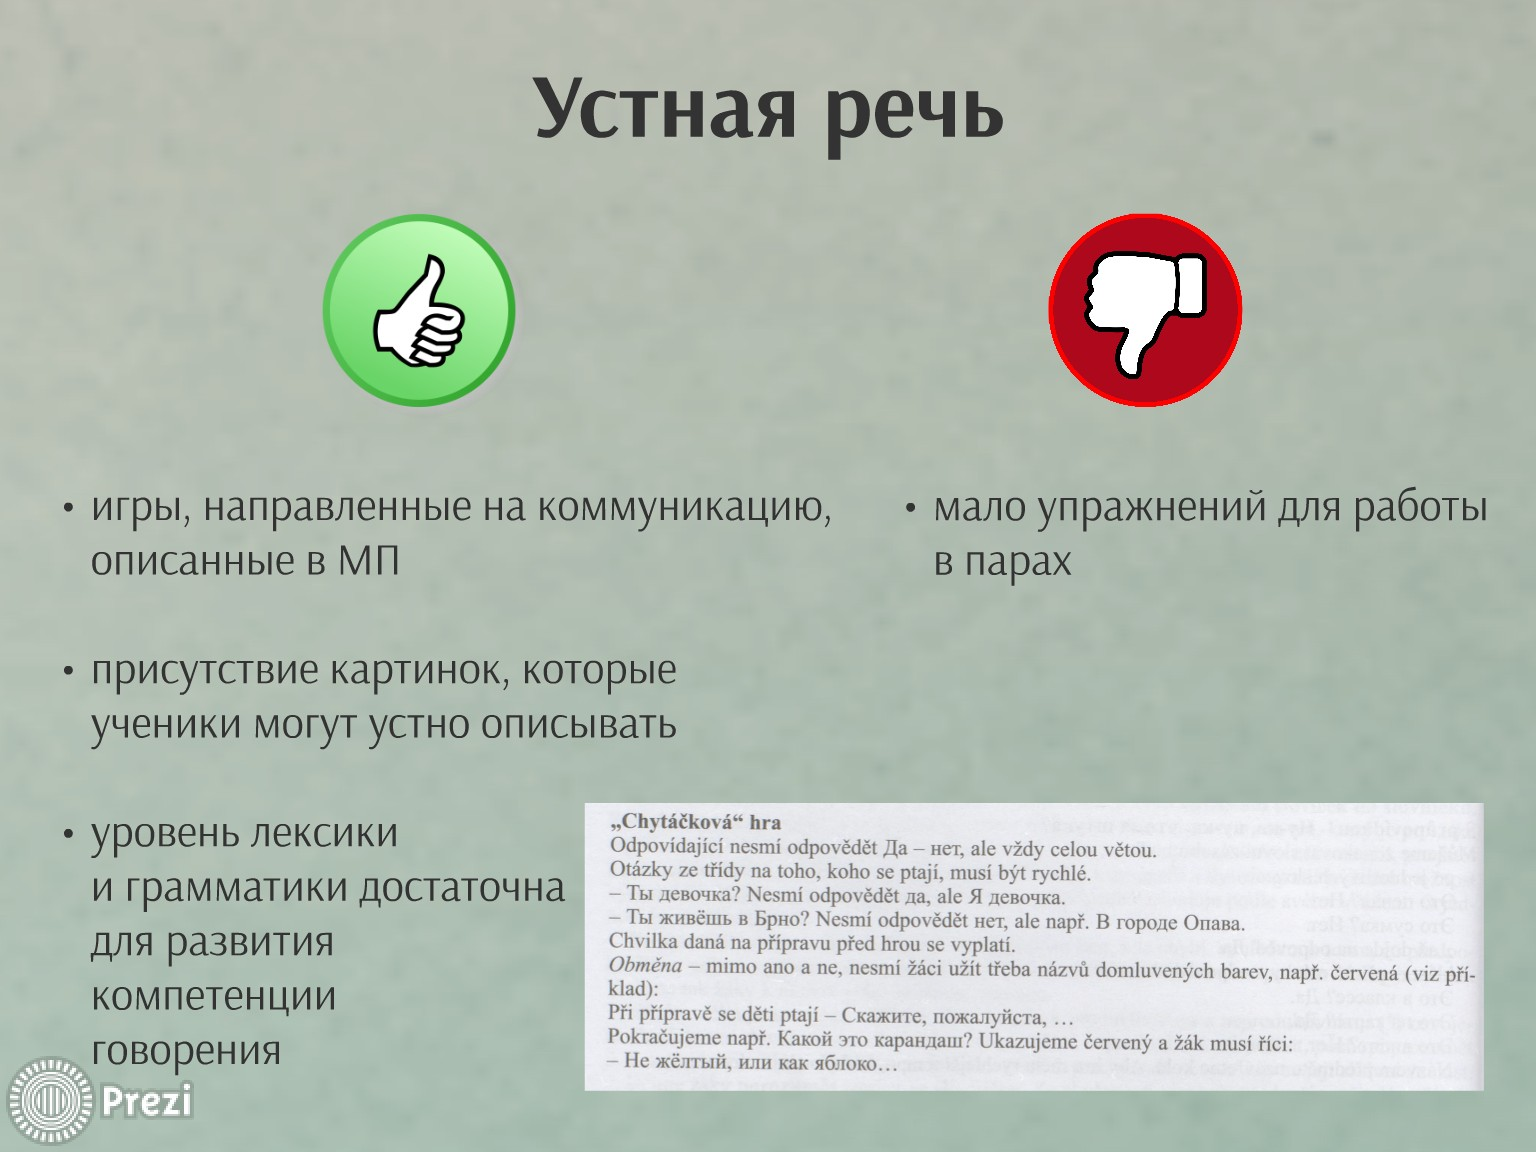 Устная речь
• игры, направленные на коммуникацию,
описанные в МП
• присутствие картинок, которые
ученики могут устно описывать
• уровень лексики
и грамматики достаточна
для развития
компетенции
говорения
• мало упражнений для работы
в парах
„Chytáčková“ hra
Odpovídající nesmí odpovědět Да – нет, ale vždy celou větou.
Otázky ze třídy na toho, koho se ptají, musí být rychlé.
– Ты девочка? Nesmí odpovědět да, ale Я девочка.
– Ты живёшь в Брно? Nesmí odpovědět нет, ale např. В городе Опава.
Chvilka daná na přípravu před hrou se vyplatí.
Obměna – mimo ano a ne, nesmí žáci užít třeba názvů domluvených barev, např. červená (viz pří-
klad):
Při přípravě se děti ptají – Скажите, пожалуйста, …
Pokračujeme např. Какой это карандаш? Ukazujeme červený a žák musí říci:
– Не жёлтый, или как яблоко…
Prezi